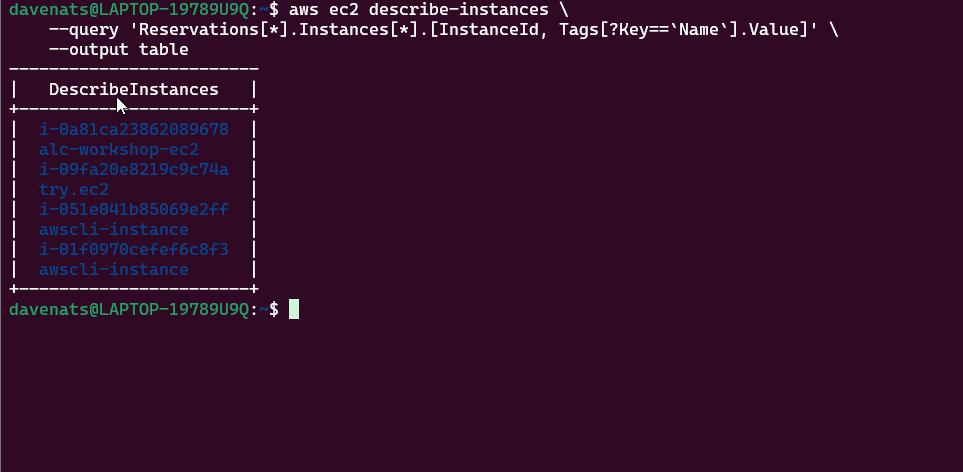 davenats@LAPTOP-19789U9Q:~$ aws ec2 describe-instances \
    --query 'Reservations[*].Instances[*].[InstanceId, Tags[?Key==`Name`].Value]' \
    --output table
-------------------------
|   DescribeInstances   |
+-----------------------+
|  i-0a81ca23862089678  |
|  alc-workshop-ec2     |
|  i-09fa20e8219c9c74a  |
|  try.ec2              |
|  i-051e041b85069e2ff  |
|  awscli-instance      |
|  i-01f0970cefef6c8f3  |
|  awscli-instance      |
+-----------------------+
davenats@LAPTOP-19789U9Q:~$